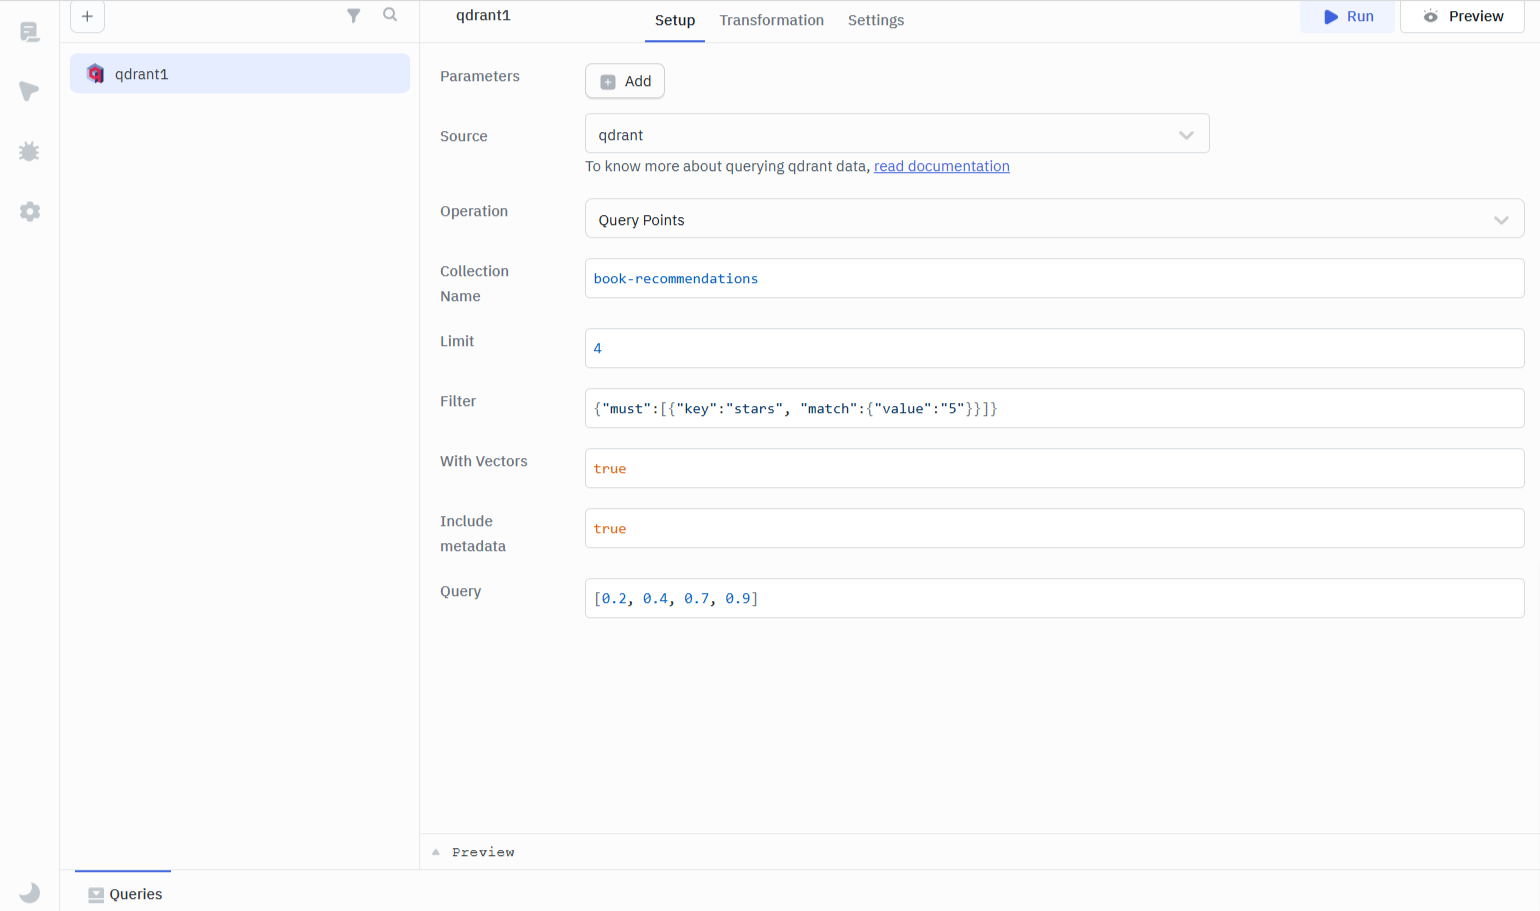 qdrant1
Setup
Transformation
Settings
Run
Preview
qdrant1
Parameters
Add
Source
qdrant
To know more about querying qdrant data, read documentation
Operation
Query Points
Collection
Name
book-recommendations
Limit
4
Filter
{"must":[{"key":"stars", "match":{"value":"5"}}]}
With Vectors
true
Include
metadata
true
Query
[0.2, 0.4, 0.7, 0.9]
Preview
Queries